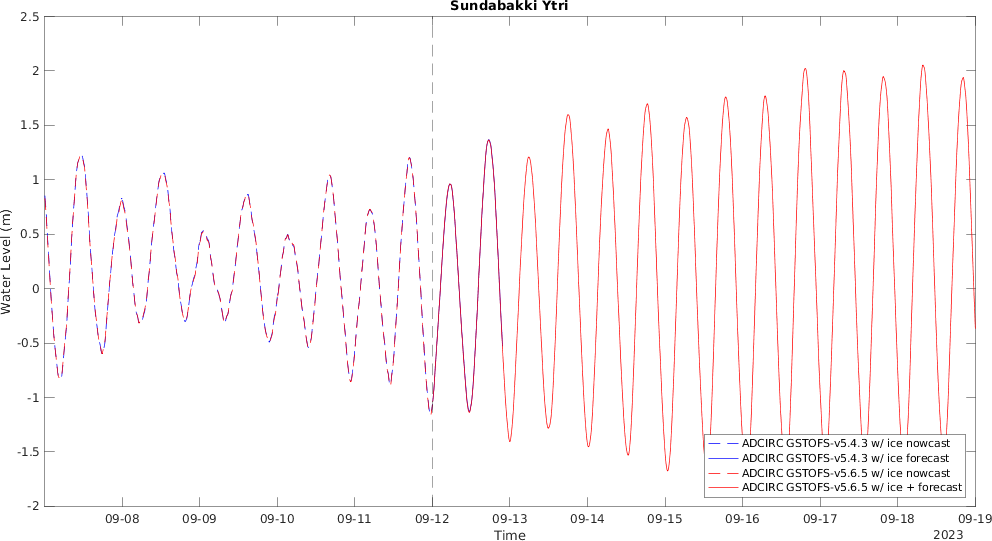 Sundabakki Ytri
Water Level (m)
2.5
2
1.5
1
0.5
0
-0.5
-1
-1.5
-2
ADCIRC GSTOFS-v5.4.3 w/ ice nowcast
ADCIRC GSTOFS-v5.4.3 w/ ice forecast
ADCIRC GSTOFS-v5.6.5 w/ ice nowcast
ADCIRC GSTOFS-v5.6.5 w/ ice + forecast
09-08 09-09 09-10 09-11 09-12 09-13 09-14 09-15 09-16 09-17 09-18 09-19
Time
2023